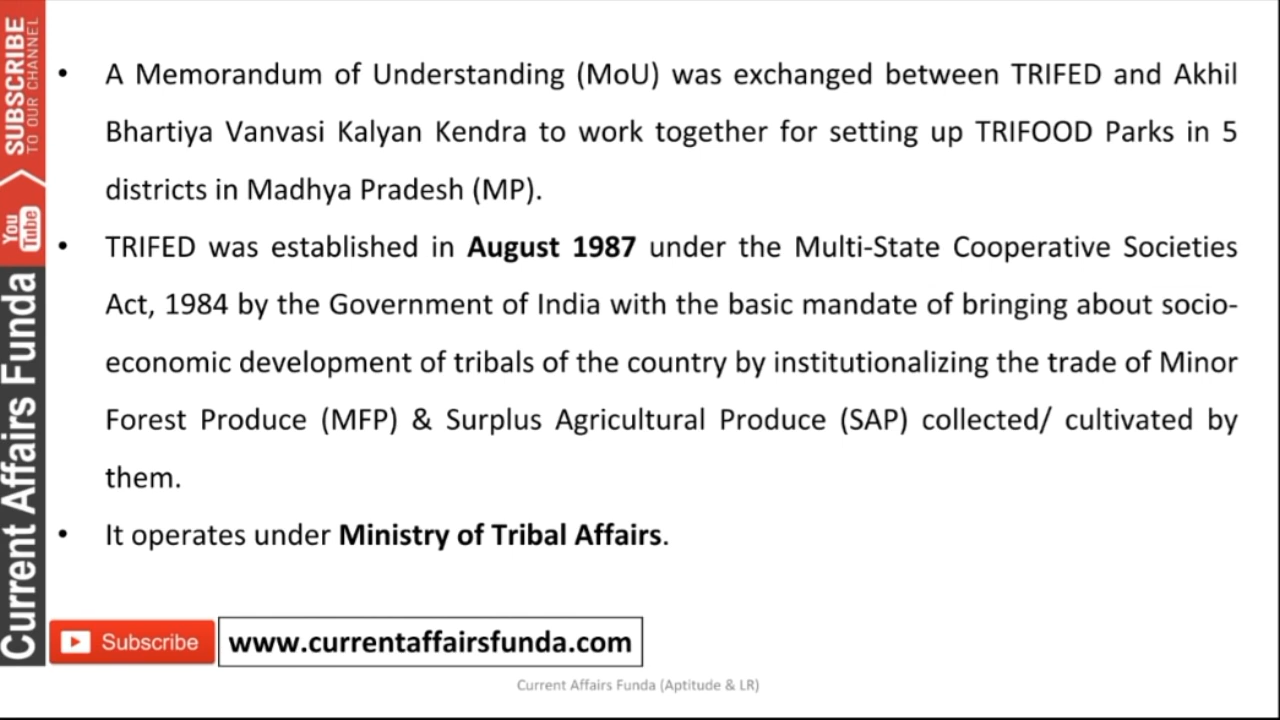 SUBSCRIBE
TO OUR CHANNEL
You
Tube
Current Affairs Funda
• A Memorandum of Understanding (MoU) was exchanged between TRIFED and Akhil
Bhartiya Vanvasi Kalyan Kendra to work together for setting up TRIFOOD Parks in 5
districts in Madhya Pradesh (MP).
• TRIFED was established in August 1987 under the Multi-State Cooperative Societies
Act, 1984 by the Government of India with the basic mandate of bringing about socio-
economic development of tribals of the country by institutionalizing the trade of Minor
Forest Produce (MFP) & Surplus Agricultural Produce (SAP) collected/ cultivated by
them.
• It operates under Ministry of Tribal Affairs.
Subscribe
www.currentaffairsfunda.com
Current Affairs Funda (Aptitude & LR)